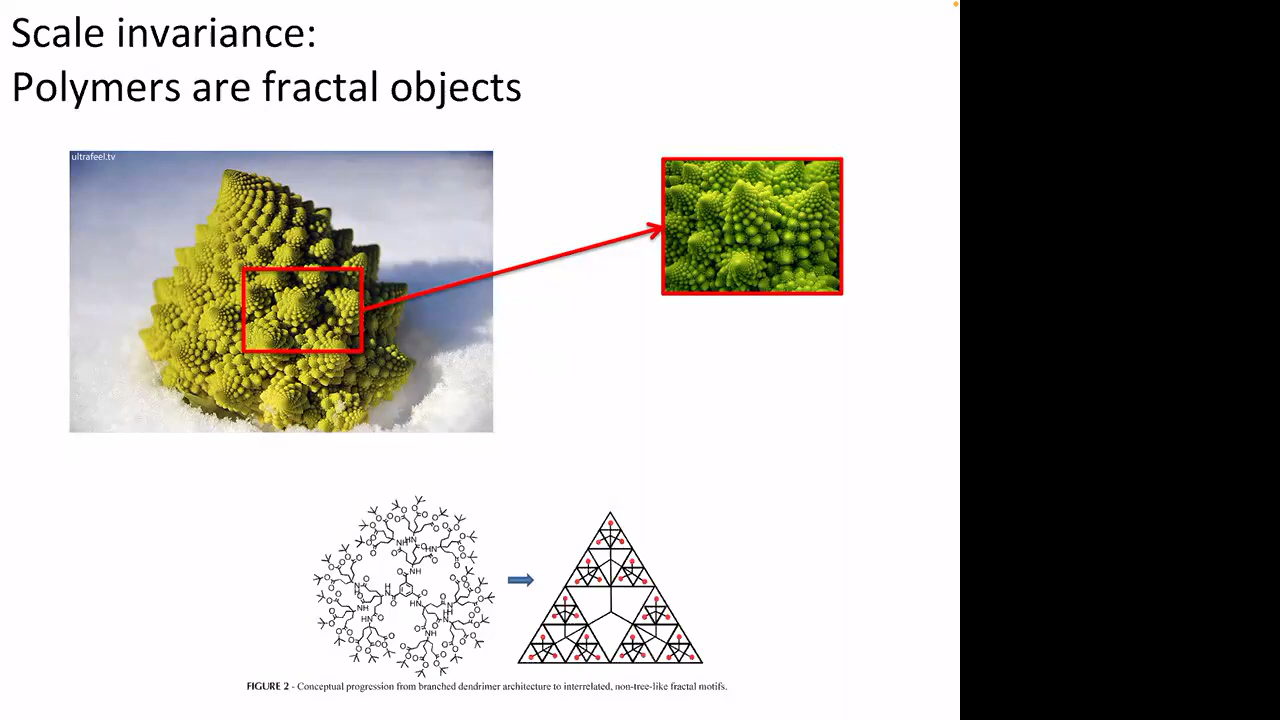 Scale invariance:
Polymers are fractal objects
ultrafeel.tv
FIGURE 2 - Conceptual progression from branched dendrimer architecture to interrelated, non-tree-like fractal motifs.